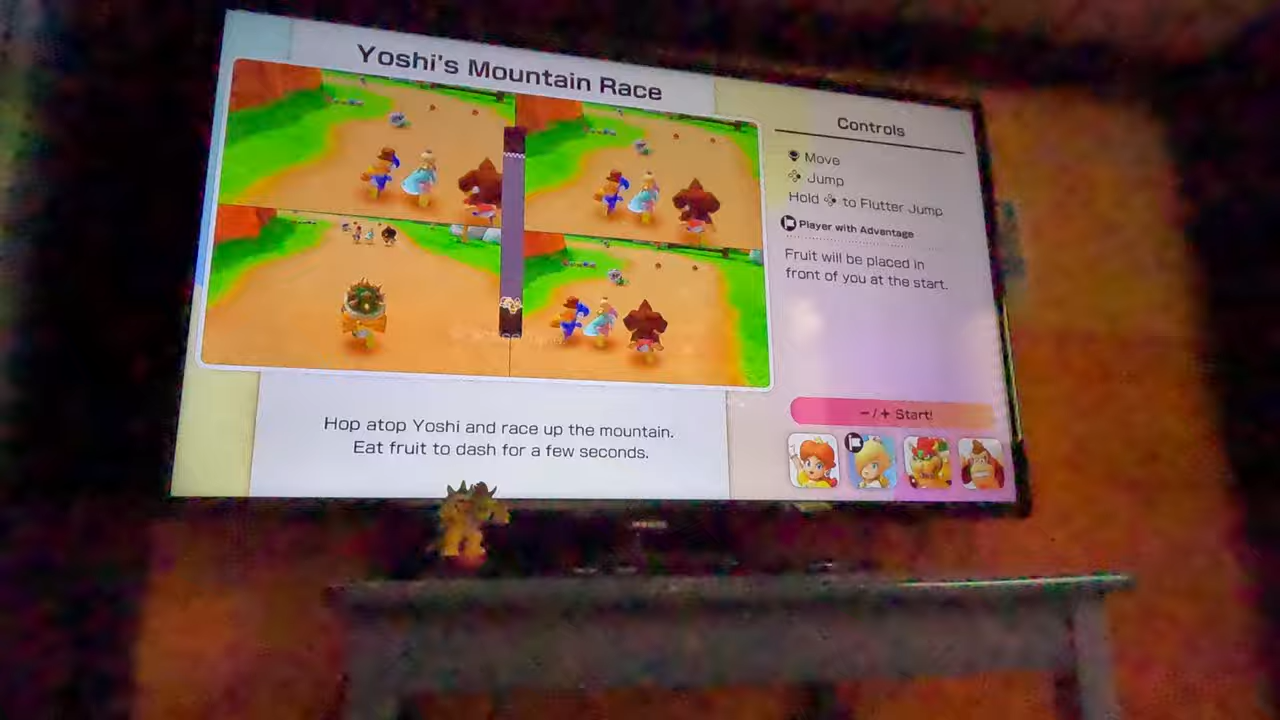 Yoshi's Mountain Race
Controls
Move
Jump
Hold to Flutter Jump
Player with Advantage
Fruit will be placed in
front of you at the start.
Hop atop Yoshi and race up the mountain.
Eat fruit to dash for a few seconds.
-/+ Start!